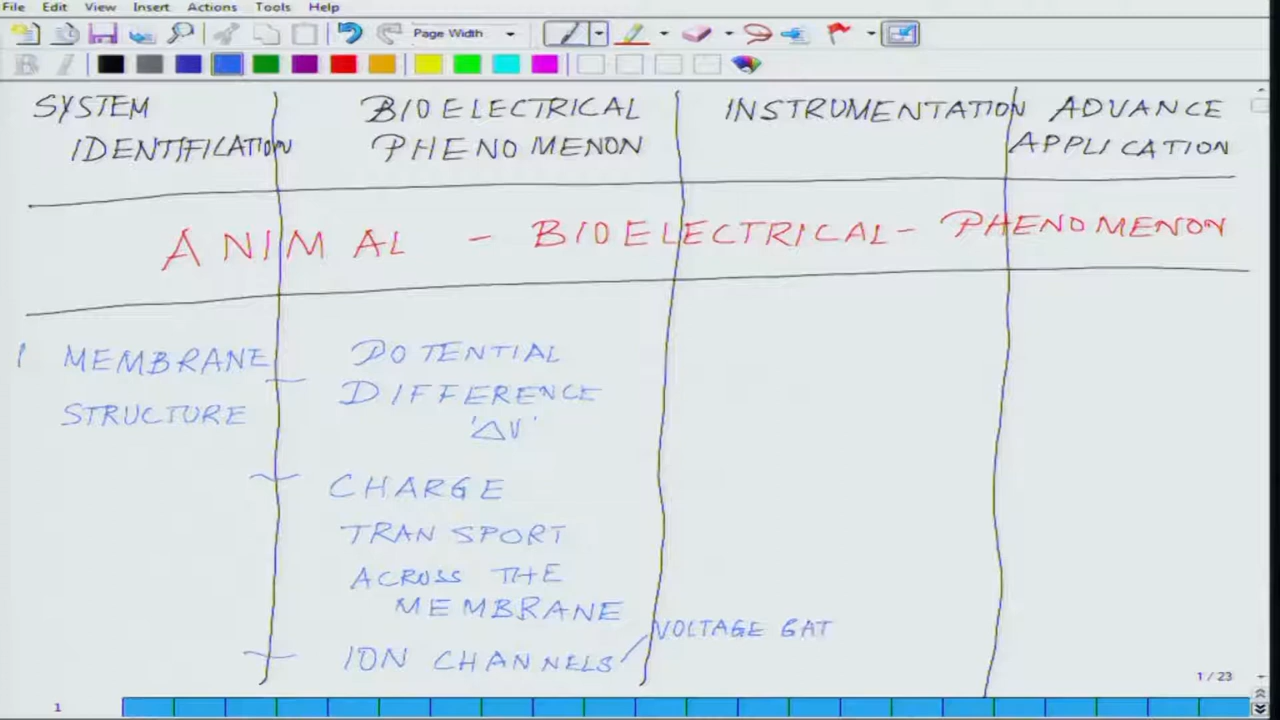 File Edit View Insert Actions Tools Help
Page Width
SYSTEM IDENTIFICATION
BIOELECTRICAL PHENOMENON
INSTRUMENTATION
ADVANCE APPLICATION
ANIMAL - BIOELECTRICAL - PHENOMENON
1 MEMBRANE STRUCTURE
POTENTIAL
DIFFERENCE
'ΔV'
CHARGE
TRANSPORT
ACROSS THE
MEMBRANE
ION CHANNELS
VOLTAGE GAT
1 / 23
1